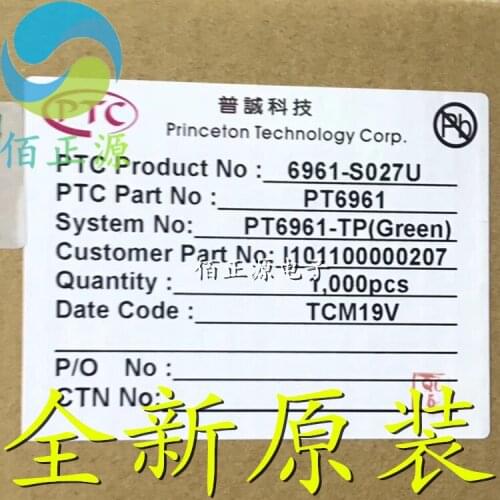 PTC
普誠科技
Princeton Technology Corp.
Pb
佰正源
PTC Product No : 6961-S027U
PTC Part No : PT6961
System No: PT6961-TP(Green)
Customer Part No: I101100000207
佰正源电子
Quantity : 1,000pcs
Date Code : TCM19V
P/O No :
CTN No:
全新原装